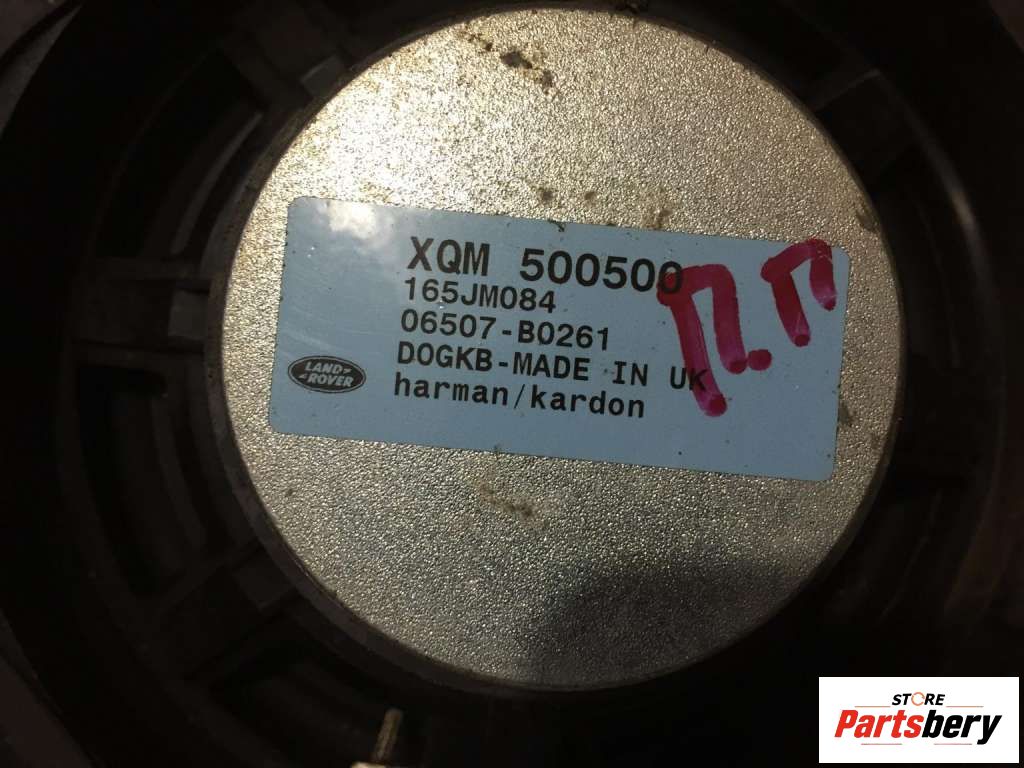 XQM 500500
165JM084
06507-B0261
DOGKB-MADE IN UK
harman/kardon
LAND
ROVER
П.П
STORE
Partsbery